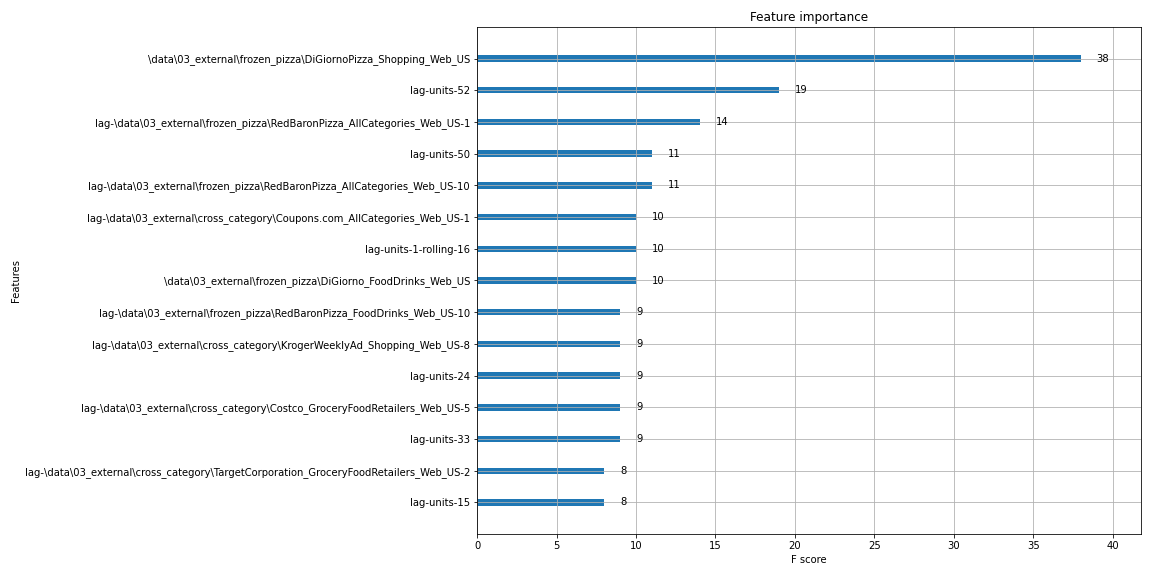 Feature importance
\data\03_external\frozen_pizza\DiGiornoPizza_Shopping_Web_US 38
lag-units-52 19
lag-\data\03_external\frozen_pizza\RedBaronPizza_AllCategories_Web_US-1 14
lag-units-50 11
lag-\data\03_external\frozen_pizza\RedBaronPizza_AllCategories_Web_US-10 11
lag-\data\03_external\cross_category\Coupons.com_AllCategories_Web_US-1 10
lag-units-1-rolling-16 10
\data\03_external\frozen_pizza\DiGiorno_FoodDrinks_Web_US 10
lag-\data\03_external\frozen_pizza\RedBaronPizza_FoodDrinks_Web_US-10 9
lag-\data\03_external\cross_category\KrogerWeeklyAd_Shopping_Web_US-8 9
lag-units-24 9
lag-\data\03_external\cross_category\Costco_GroceryFoodRetailers_Web_US-5 9
lag-units-33 9
lag-\data\03_external\cross_category\TargetCorporation_GroceryFoodRetailers_Web_US-2 8
lag-units-15 8
Features
0 5 10 15 20 25 30 35 40
F score